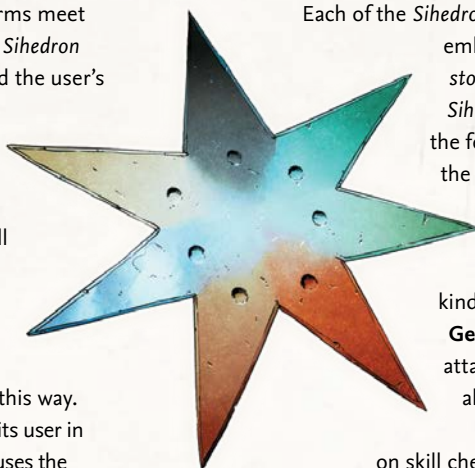 rms meet
Sihedron
d the user's
ll
this way.
its user in
uses the
Each of the Sihedro
emb
sto
Sih
the fo
the
kind
Ge
atta
al
on skill che